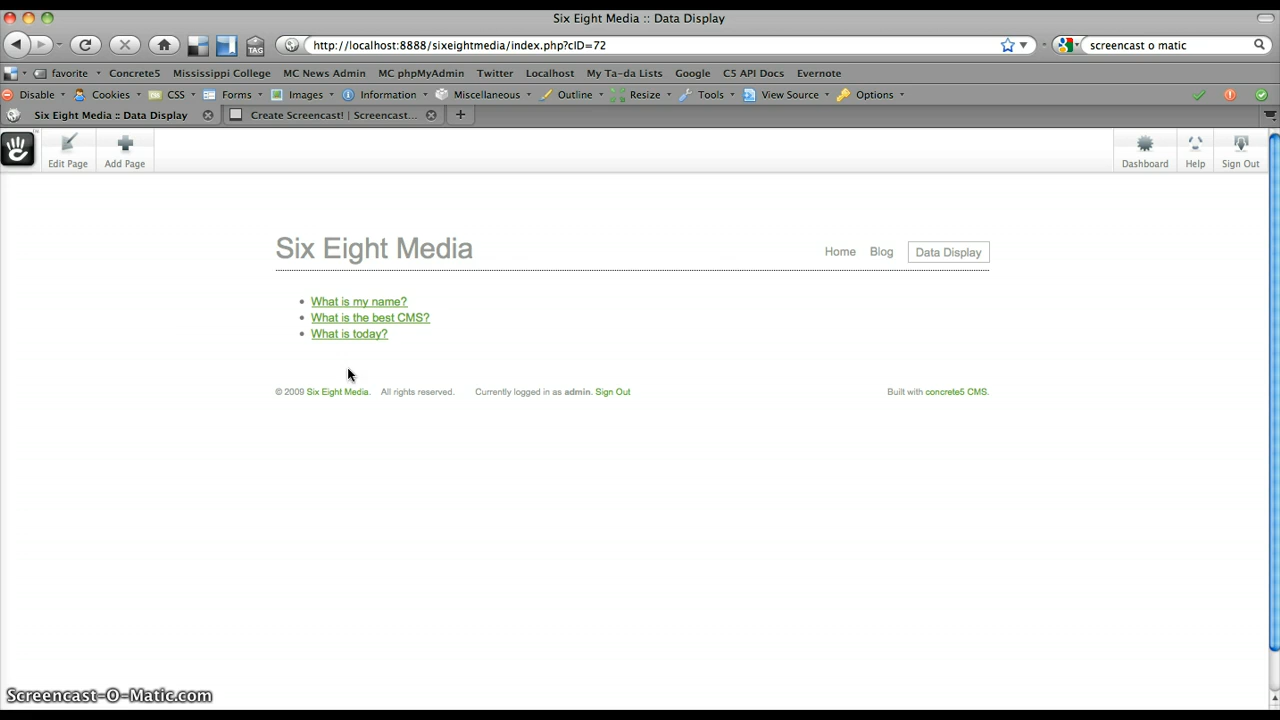 Six Eight Media :: Data Display
http://localhost:8888/sixeightmedia/index.php?cID=72
screencast o matic
TAG
favorite Concrete5 Mississippi College MC News Admin MC phpMyAdmin Twitter Localhost My Ta-da Lists Google C5 API Docs Evernote
Disable Cookies CSS Forms Images Information Miscellaneous Outline Resize Tools View Source Options
Six Eight Media :: Data Display Create Screencast! | Screencast...
Edit Page Add Page Dashboard Help Sign Out
Six Eight Media
Home Blog Data Display
What is my name?
What is the best CMS?
What is today?
© 2009 Six Eight Media. All rights reserved. Currently logged in as admin. Sign Out Built with concrete5 CMS.
Screencast-O-Matic.com